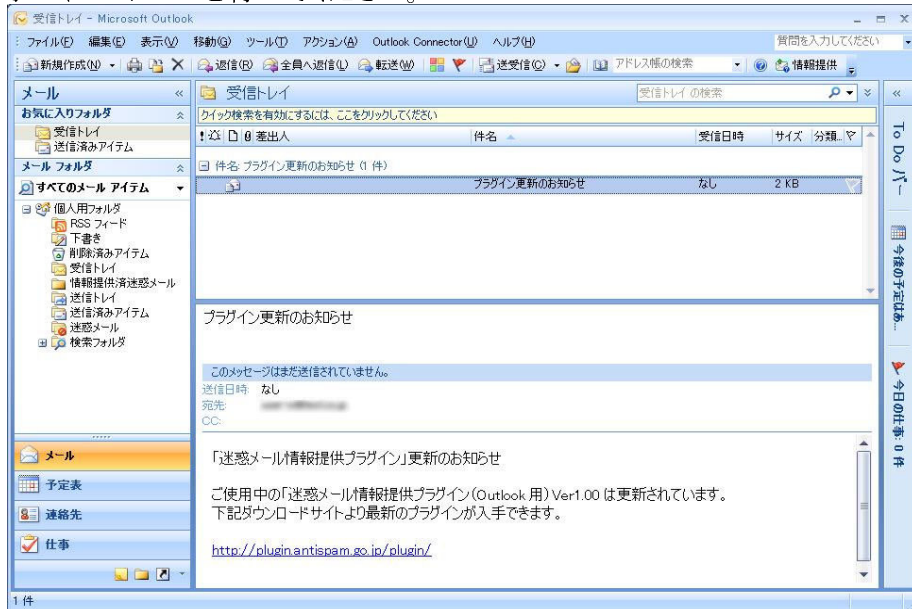 受信トレイ - Microsoft Outlook
ファイル(F) 編集(E) 表示(V) 移動(G) ツール(T) アクション(A) Outlook Connector(U) ヘルプ(H) 質問を入力してください
新規作成(N) 返信(R) 全員へ返信(L) 転送(W) 送受信(C) アドレス帳の検索 情報提供
メール
お気に入りフォルダ
受信トレイ
送信済みアイテム
メール フォルダ
すべてのメール アイテム
個人用フォルダ
RSS フィード
下書き
削除済みアイテム
受信トレイ
情報提供済迷惑メール
送信トレイ
送信済みアイテム
迷惑メール
検索フォルダ
メール
予定表
連絡先
仕事
受信トレイ 受信トレイ の検索
クイック検索を有効にするには、ここをクリックしてください
差出人 件名 受信日時 サイズ 分類...
件名: プラグイン更新のお知らせ (1 件)
プラグイン更新のお知らせ なし 2 KB
プラグイン更新のお知らせ
このメッセージはまだ送信されていません。
送信日時: なし
宛先:
CC:
「迷惑メール情報提供プラグイン」更新のお知らせ
ご使用中の「迷惑メール情報提供プラグイン(Outlook 用) Ver1.00 は更新されています。
下記ダウンロードサイトより最新のプラグインが入手できます。
http://plugin.antispam.go.jp/plugin/
To Do バー
今後の予定はあ...
今日の仕事: 0 件
1 件